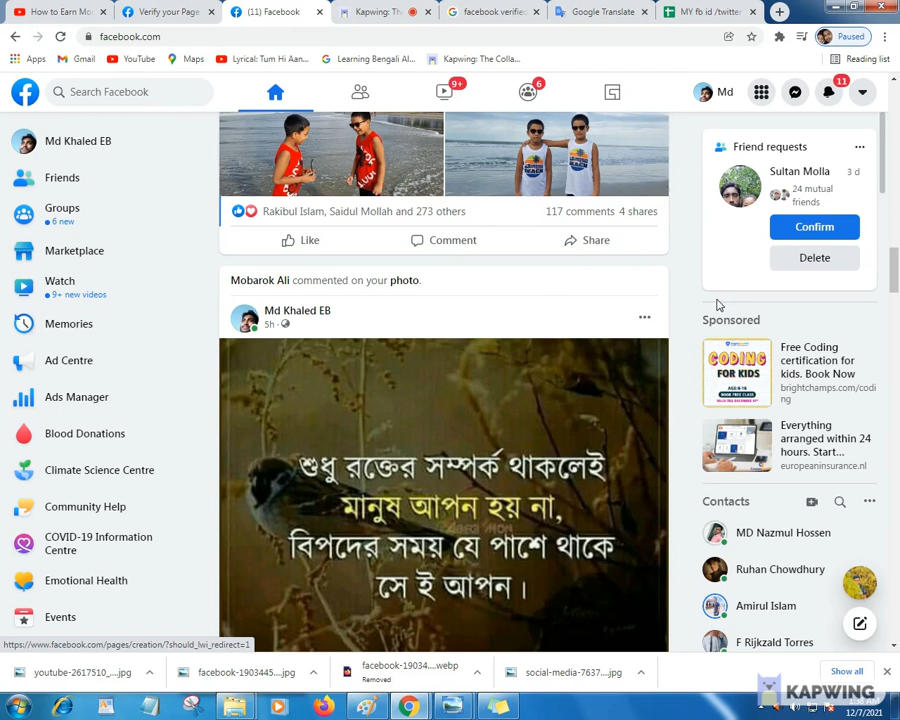 How to Earn Mo
Verify your Page
(11) Facebook
Kapwing: The
facebook verifie
Google Translate
MY fb id /twitter
facebook.com
Paused
Apps
Gmail
YouTube
Maps
Lyrical: Tum Hi Aan...
Learning Bengali Al...
Kapwing: The Colla...
Reading list
Search Facebook
9+
6
Md
11
Md Khaled EB
Friends
Groups
6 new
Marketplace
Watch
9+ new videos
Memories
Ad Centre
Ads Manager
Blood Donations
Climate Science Centre
Community Help
COVID-19 Information
Centre
Emotional Health
Events
https://www.facebook.com/pages/creation/?should_lwi_redirect=1
Rakibul Islam, Saidul Mollah and 273 others
117 comments 4 shares
Like
Comment
Share
Mobarok Ali commented on your photo.
Md Khaled EB
5h
শুধু রক্তের সম্পর্ক থাকলেই
মানুষ আপন হয় না,
বিপদের সময় যে পাশে থাকে
সে ই আপন।
Friend requests
Sultan Molla
3 d
24 mutual
friends
Confirm
Delete
Sponsored
CODING
FOR KIDS
Free Coding
certification for
kids. Book Now
brightchamps.com/codi
ng
Everything
arranged within 24
hours. Start...
europeaninsurance.nl
Contacts
MD Nazmul Hossen
Ruhan Chowdhury
Amirul Islam
F Rijkzald Torres
youtube-2617510_....jpg
facebook-1903445....jpg
facebook-19034....webp
Removed
social-media-7637....jpg
Show all
KAPWING
12/7/2021